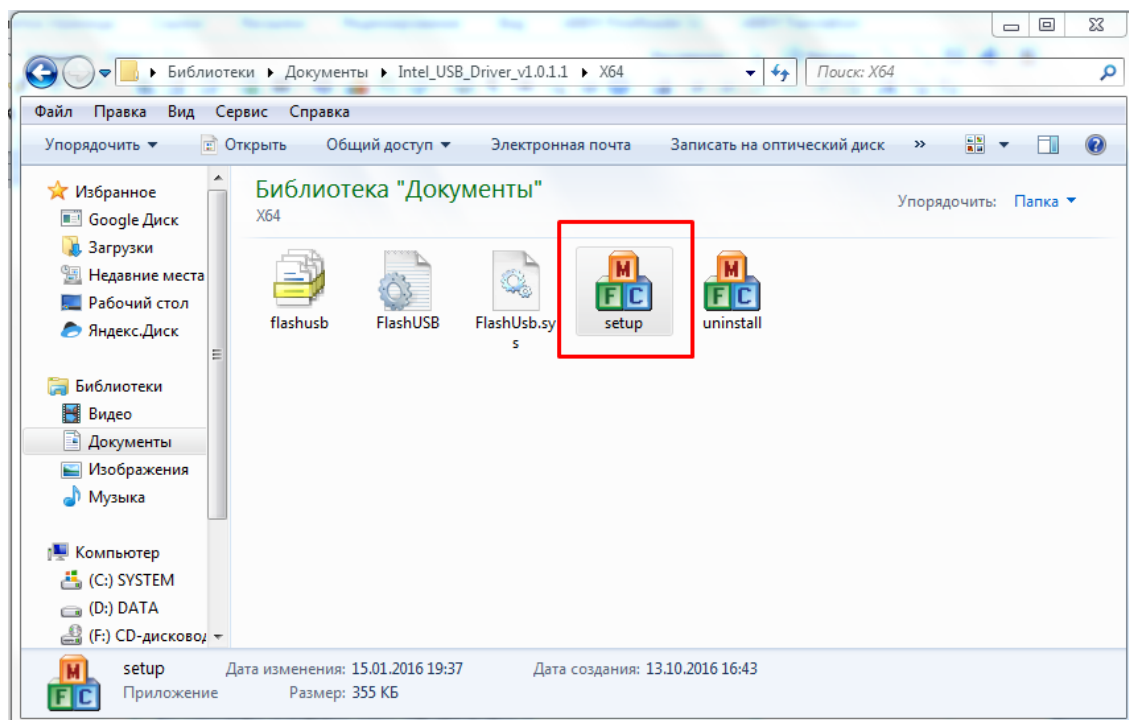 Библиотеки ▸ Документы ▸ Intel_USB_Driver_v1.0.1.1 ▸ X64
Поиск: X64
Файл Правка Вид Сервис Справка
Упорядочить Открыть Общий доступ Электронная почта Записать на оптический диск »
Избранное
Google Диск
Загрузки
Недавние места
Рабочий стол
Яндекс.Диск
Библиотеки
Видео
Документы
Изображения
Музыка
Компьютер
(C:) SYSTEM
(D:) DATA
(F:) CD-дисковод
Библиотека "Документы"
X64
Упорядочить: Папка
flashusb
FlashUSB
FlashUsb.sy
s
M
F C
setup
M
F C
uninstall
M
F C
setup Дата изменения: 15.01.2016 19:37 Дата создания: 13.10.2016 16:43
Приложение Размер: 355 КБ